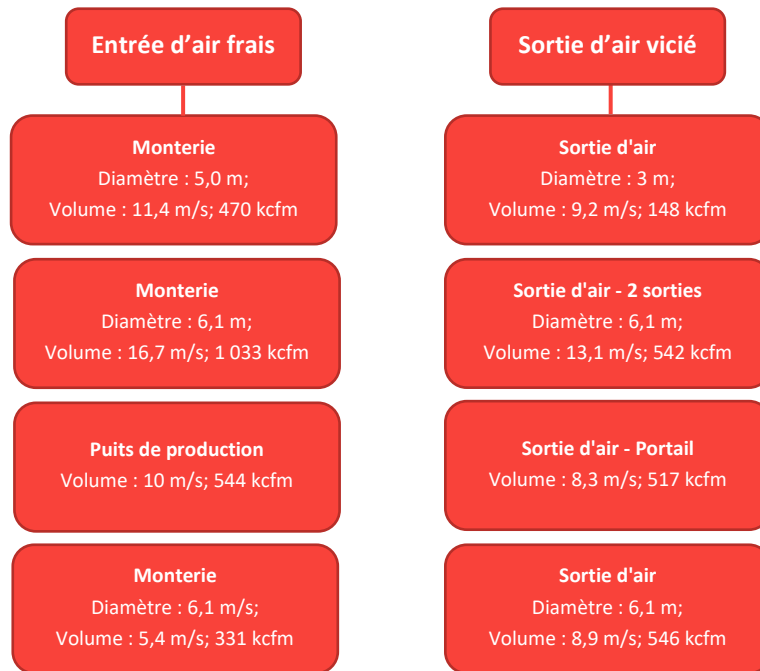 Entrée d’air frais
Monterie
Diamètre : 5,0 m;
Volume : 11,4 m/s; 470 kcfm
Monterie
Diamètre : 6,1 m;
Volume : 16,7 m/s; 1 033 kcfm
Puits de production
Volume : 10 m/s; 544 kcfm
Monterie
Diamètre : 6,1 m/s;
Volume : 5,4 m/s; 331 kcfm
Sortie d’air vicié
Sortie d'air
Diamètre : 3 m;
Volume : 9,2 m/s; 148 kcfm
Sortie d'air - 2 sorties
Diamètre : 6,1 m;
Volume : 13,1 m/s; 542 kcfm
Sortie d'air - Portail
Volume : 8,3 m/s; 517 kcfm
Sortie d'air
Diamètre : 6,1 m;
Volume : 8,9 m/s; 546 kcfm